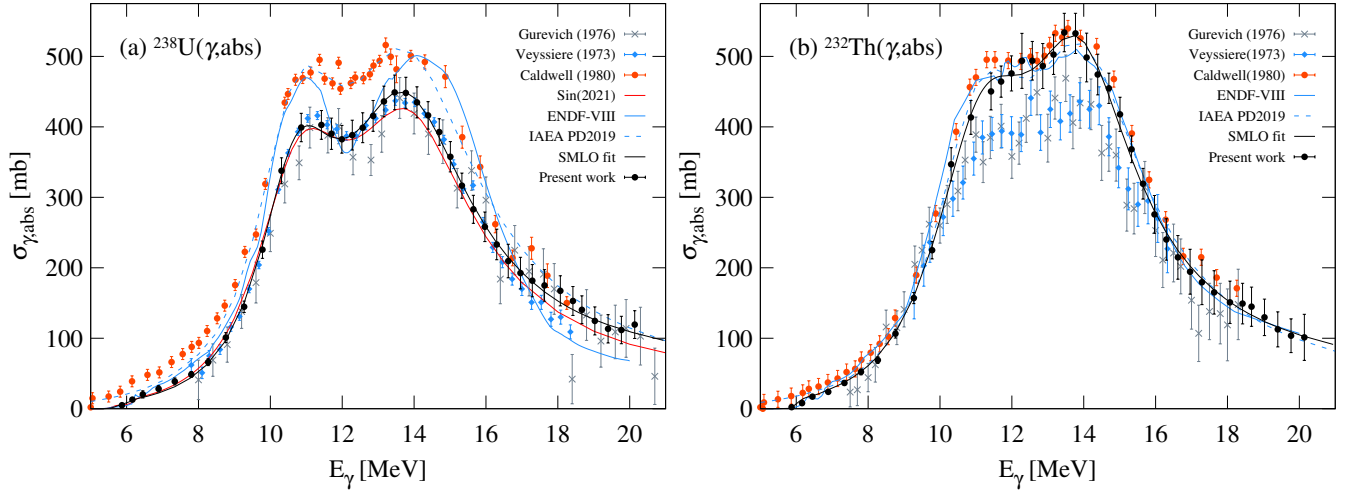 (a) ²³⁸U(γ,abs)
Gurevich (1976)
Veyssiere (1973)
Caldwell(1980)
Sin(2021)
ENDF-VIII
IAEA PD2019
SMLO fit
Present work
σγ,abs [mb]
500
400
300
200
100
0
6 8 10 12 14 16 18 20
Eγ [MeV]
(b) ²³²Th(γ,abs)
Gurevich (1976)
Veyssiere (1973)
Caldwell(1980)
ENDF-VIII
IAEA PD2019
SMLO fit
Present work
σγ,abs [mb]
500
400
300
200
100
0
6 8 10 12 14 16 18 20
Eγ [MeV]